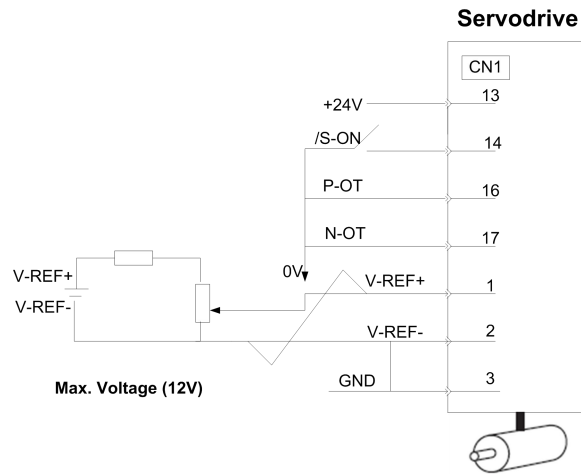 Servodrive
CN1
+24V 13
/S-ON 14
P-OT 16
N-OT 17
0V
V-REF+ V-REF+ 1
V-REF- V-REF- 2
Max. Voltage (12V) GND 3